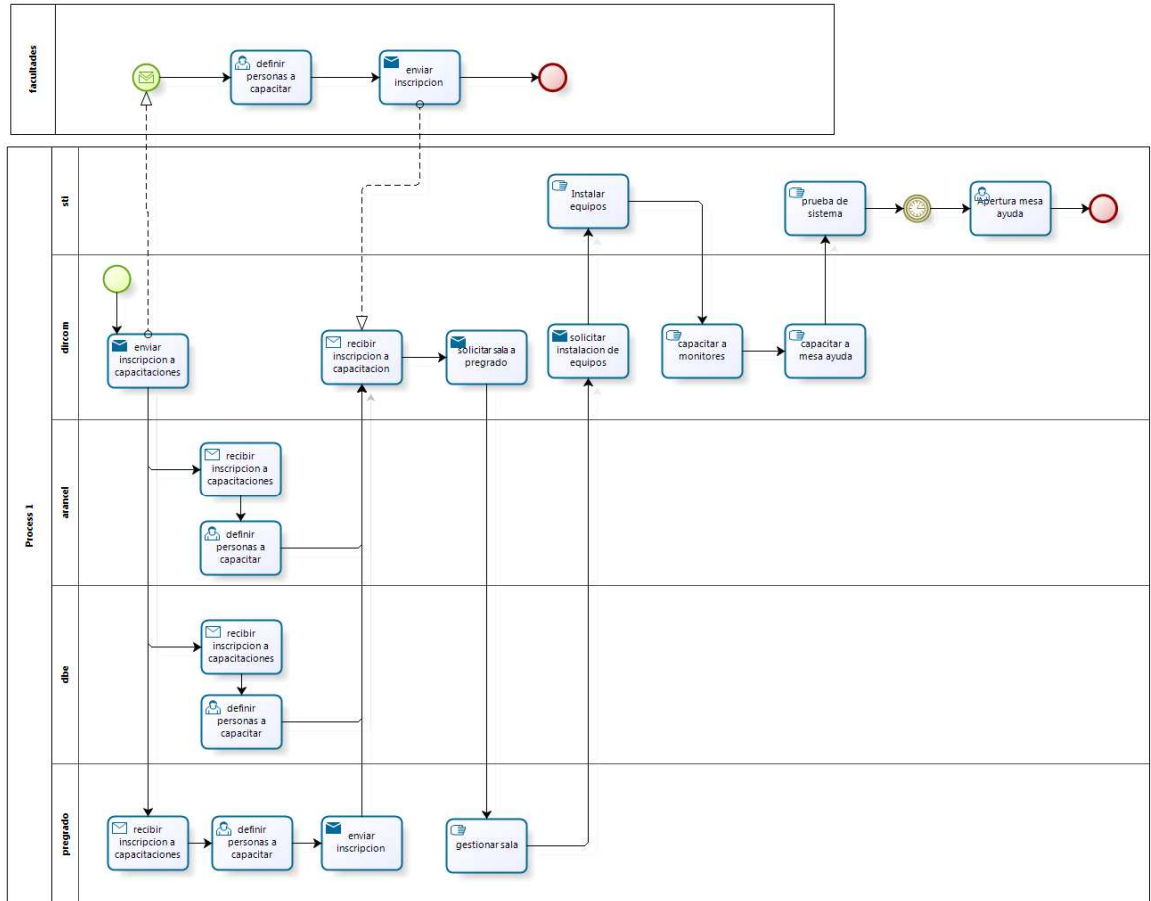 facultades
definir
personas a
capacitar
enviar
inscripcion
Process 1
sti
Instalar
equipos
prueba de
sistema
Apertura mesa
ayuda
dircom
enviar
inscripcion a
capacitaciones
recibir
inscripcion a
capacitacion
solicitar sala a
pregrado
solicitar
instalacion de
equipos
capacitar a
monitores
capacitar a
mesa ayuda
arancel
recibir
inscripcion a
capacitaciones
definir
personas a
capacitar
dbe
recibir
inscripcion a
capacitaciones
definir
personas a
capacitar
pregrado
recibir
inscripcion a
capacitaciones
definir
personas a
capacitar
enviar
inscripcion
gestionar sala